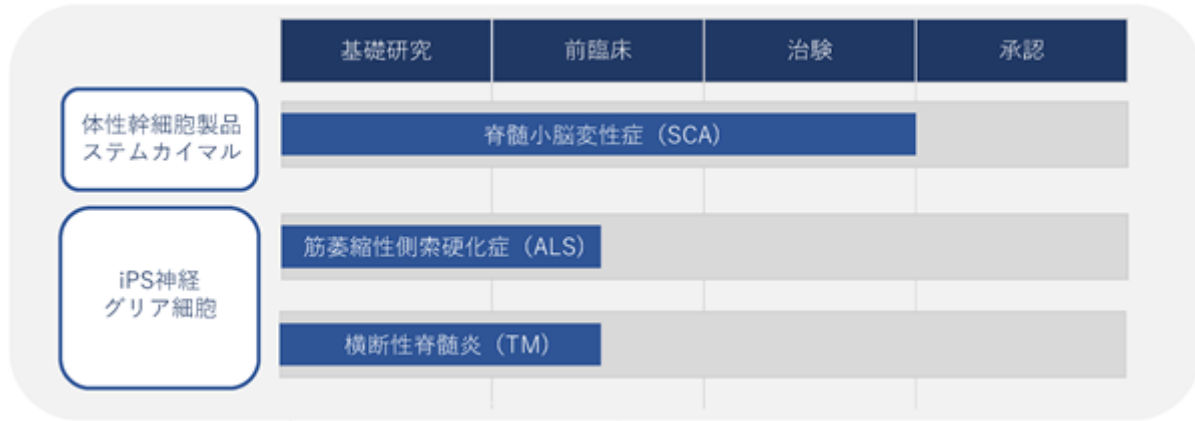 基礎研究 前臨床 治験 承認
体性幹細胞製品
ステムカイマル
脊髄小脳変性症（SCA）
iPS神経
グリア細胞
筋萎縮性側索硬化症（ALS）
横断性脊髄炎（TM）